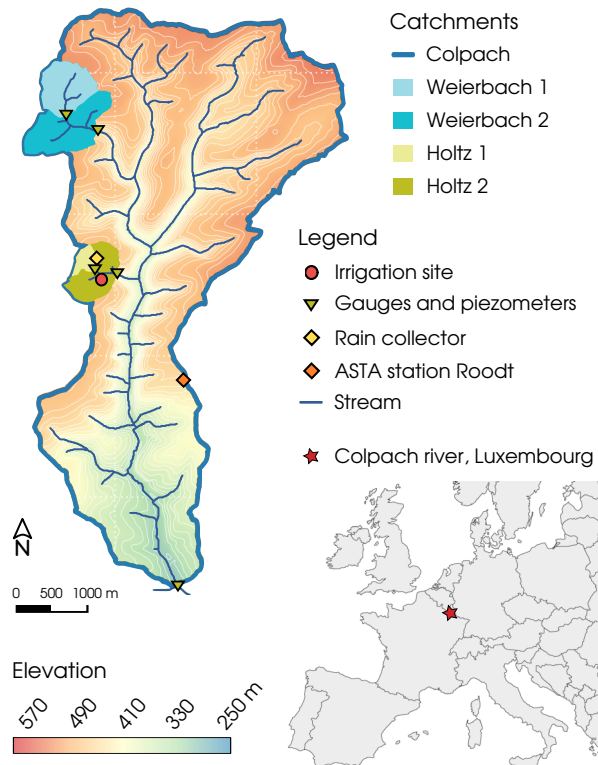 Catchments
Colpach
Weierbach 1
Weierbach 2
Holtz 1
Holtz 2
Legend
Irrigation site
Gauges and piezometers
Rain collector
ASTA station Roodt
Stream
Colpach river, Luxembourg
N
0 500 1000 m
Elevation
570 490 410 330 250 m